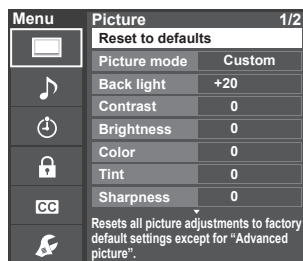 Menu
Picture 1/2
Reset to defaults
Picture mode Custom
Back light +20
Contrast 0
Brightness 0
Color 0
Tint 0
Sharpness 0
CC
Resets all picture adjustments to factory
default settings except for “Advanced
picture”.